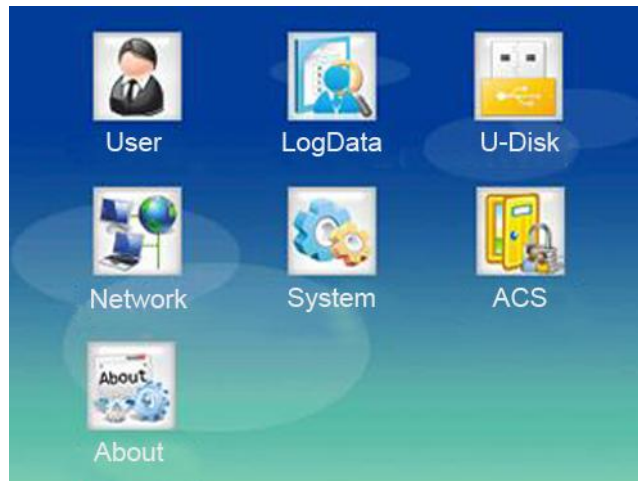 User
LogData
U-Disk
Network
System
ACS
About
About